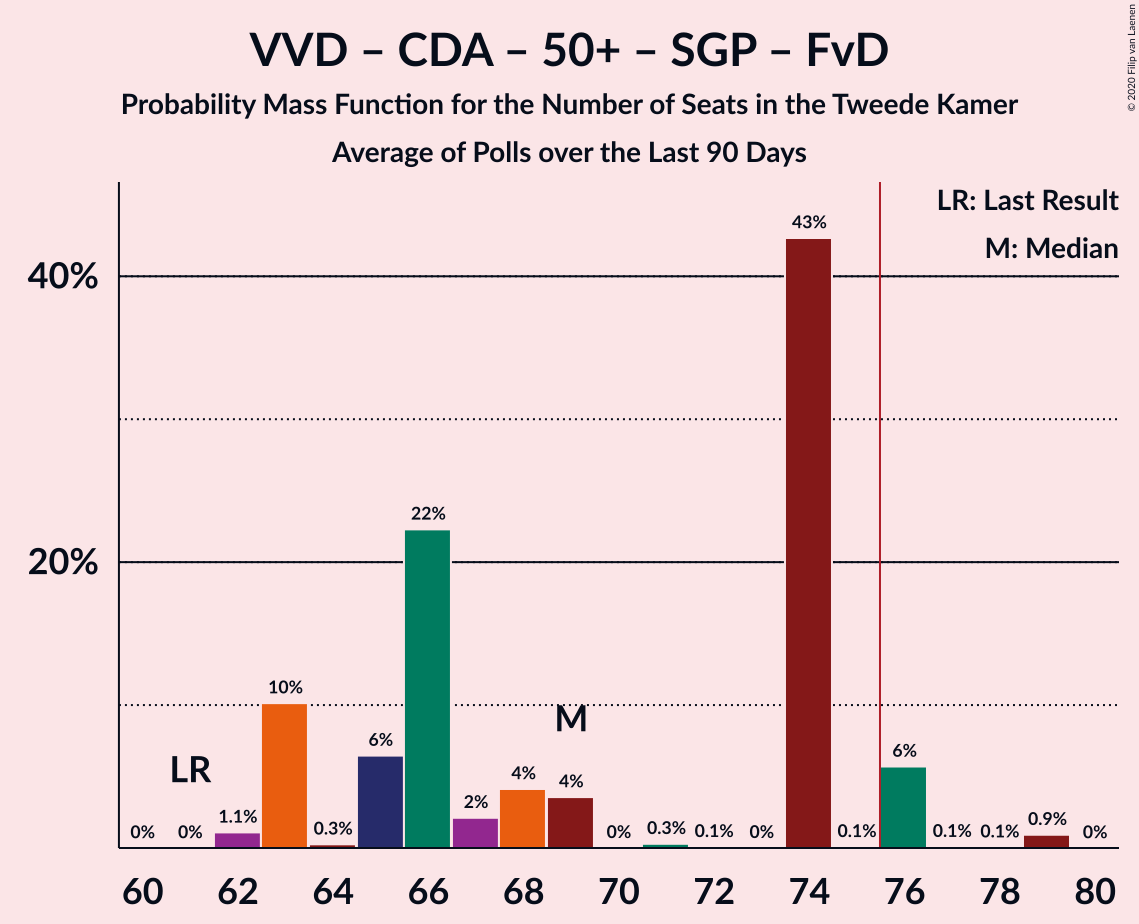 VVD – CDA – 50+ – SGP – FvD
Probability Mass Function for the Number of Seats in the Tweede Kamer
Average of Polls over the Last 90 Days
© 2020 Filip van Laenen
LR: Last Result
M: Median
40%
20%
0%
0%
1.1%
10%
0.3%
6%
22%
2%
4%
4%
0%
0.3%
0.1%
0%
43%
0.1%
6%
0.1%
0.1%
0.9%
0%
LR
M
60 62 64 66 68 70 72 74 76 78 80